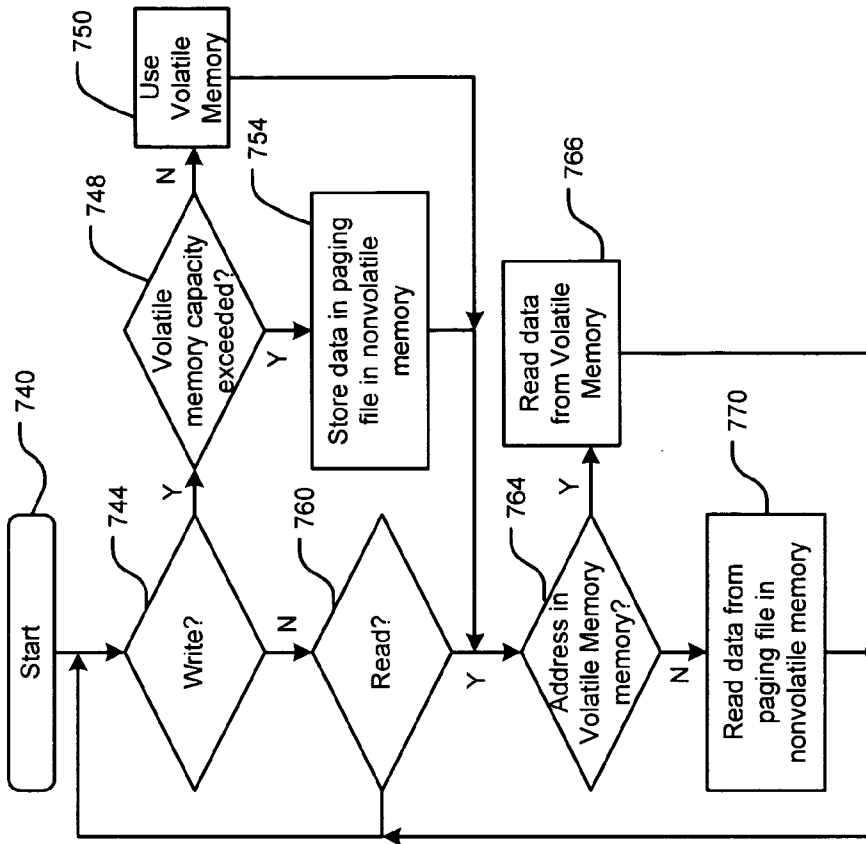 Start
740
Write?
744
Y
N
Volatile
memory capacity
exceeded?
748
N
Y
Use
Volatile
Memory
750
Store data in paging
file in nonvolatile
memory
754
Read?
760
Y
Address in
Volatile Memory
memory?
764
Y
N
Read data
from Volatile
Memory
766
Read data from
paging file in
nonvolatile memory
770